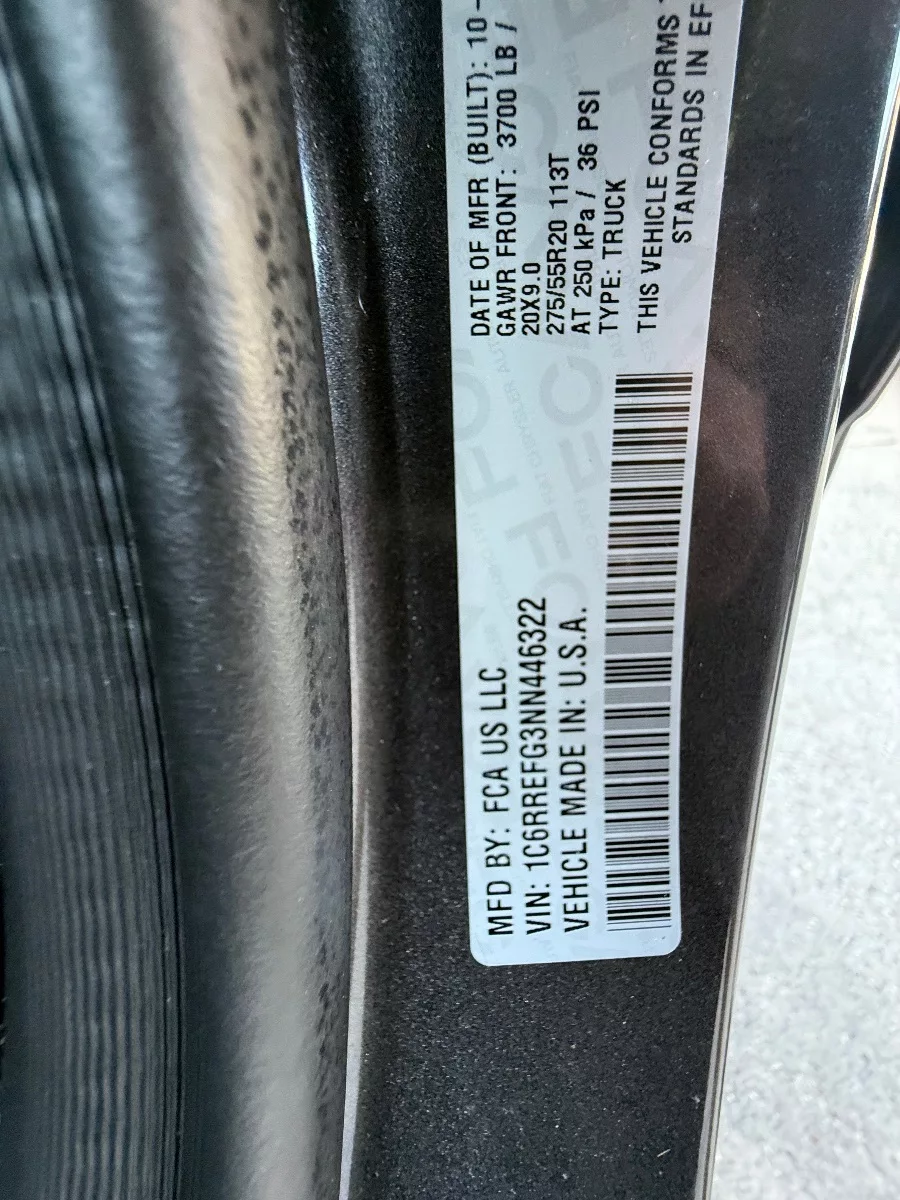 MFD BY: FCA US LLC
VIN: 1C6RREFG3NN446322
VEHICLE MADE IN: U.S.A.
DATE OF MFR (BUILT): 10-
GAWR FRONT: 3700 LB /
20X9.0
275/55R20 113T
AT 250 kPa / 36 PSI
TYPE: TRUCK
THIS VEHICLE CONFORMS
STANDARDS IN EF